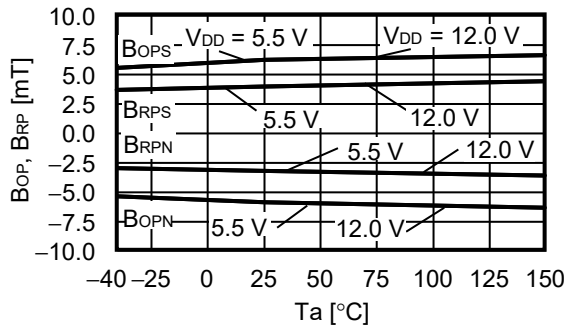 10.0
7.5
5.0
2.5
0.0
−2.5
−5.0
−7.5
−10.0
BOP, BRP [mT]
BOPS
VDD = 5.5 V
VDD = 12.0 V
BRPS
5.5 V
12.0 V
BRPN
5.5 V
12.0 V
BOPN
5.5 V
12.0 V
−40 −25 0 25 50 75 100 125 150
Ta [°C]